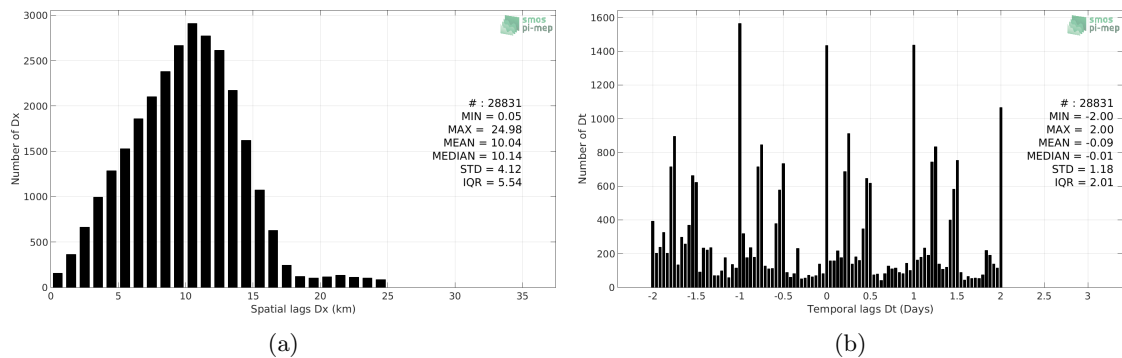 3000
2500
2000
1500
1000
500
0
Number of Dx
smos
pi-mep
# : 28831
MIN = 0.05
MAX = 24.98
MEAN = 10.04
MEDIAN = 10.14
STD = 4.12
IQR = 5.54
0 5 10 15 20 25 30 35
Spatial lags Dx (km)
(a)
1600
1400
1200
1000
800
600
400
200
0
Number of Dt
smos
pi-mep
# : 28831
MIN = -2.00
MAX = 2.00
MEAN = -0.09
MEDIAN = -0.01
STD = 1.18
IQR = 2.01
-2 -1.5 -1 -0.5 0 0.5 1 1.5 2 2.5 3
Temporal lags Dt (Days)
(b)